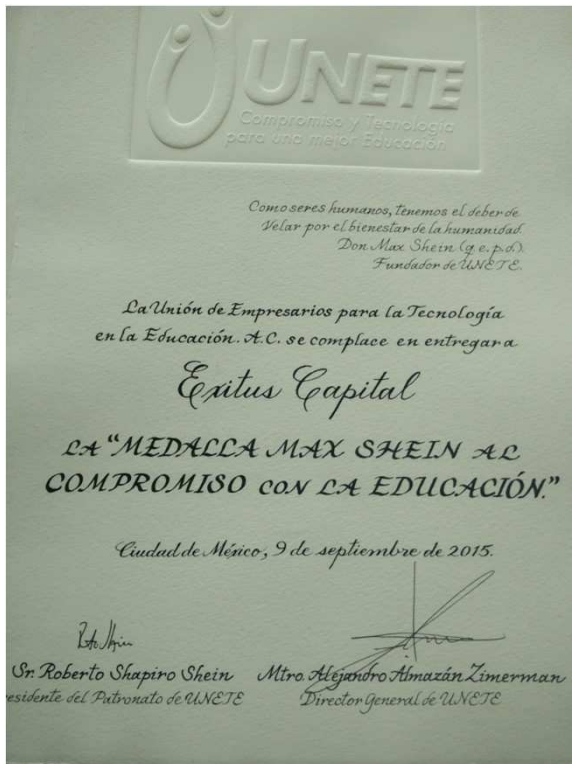 UNETE
Compromiso y Tecnología
para una mejor Educación
Como seres humanos, tenemos el deber de
Velar por el bienestar de la humanidad.
Don Max Shein (q.e.p.d.)
Fundador de UNETE.
La Unión de Empresarios para la Tecnología
en la Educación. A.C. se complace en entregar a
Exitus Capital
LA "MEDALLA MAX SHEIN AL
COMPROMISO CON LA EDUCACIÓN."
Ciudad de México, 9 de septiembre de 2015.
Sr. Roberto Shapiro Shein
residente del Patronato de UNETE
Mtro. Alejandro Almazán Zimerman
Director General de UNETE